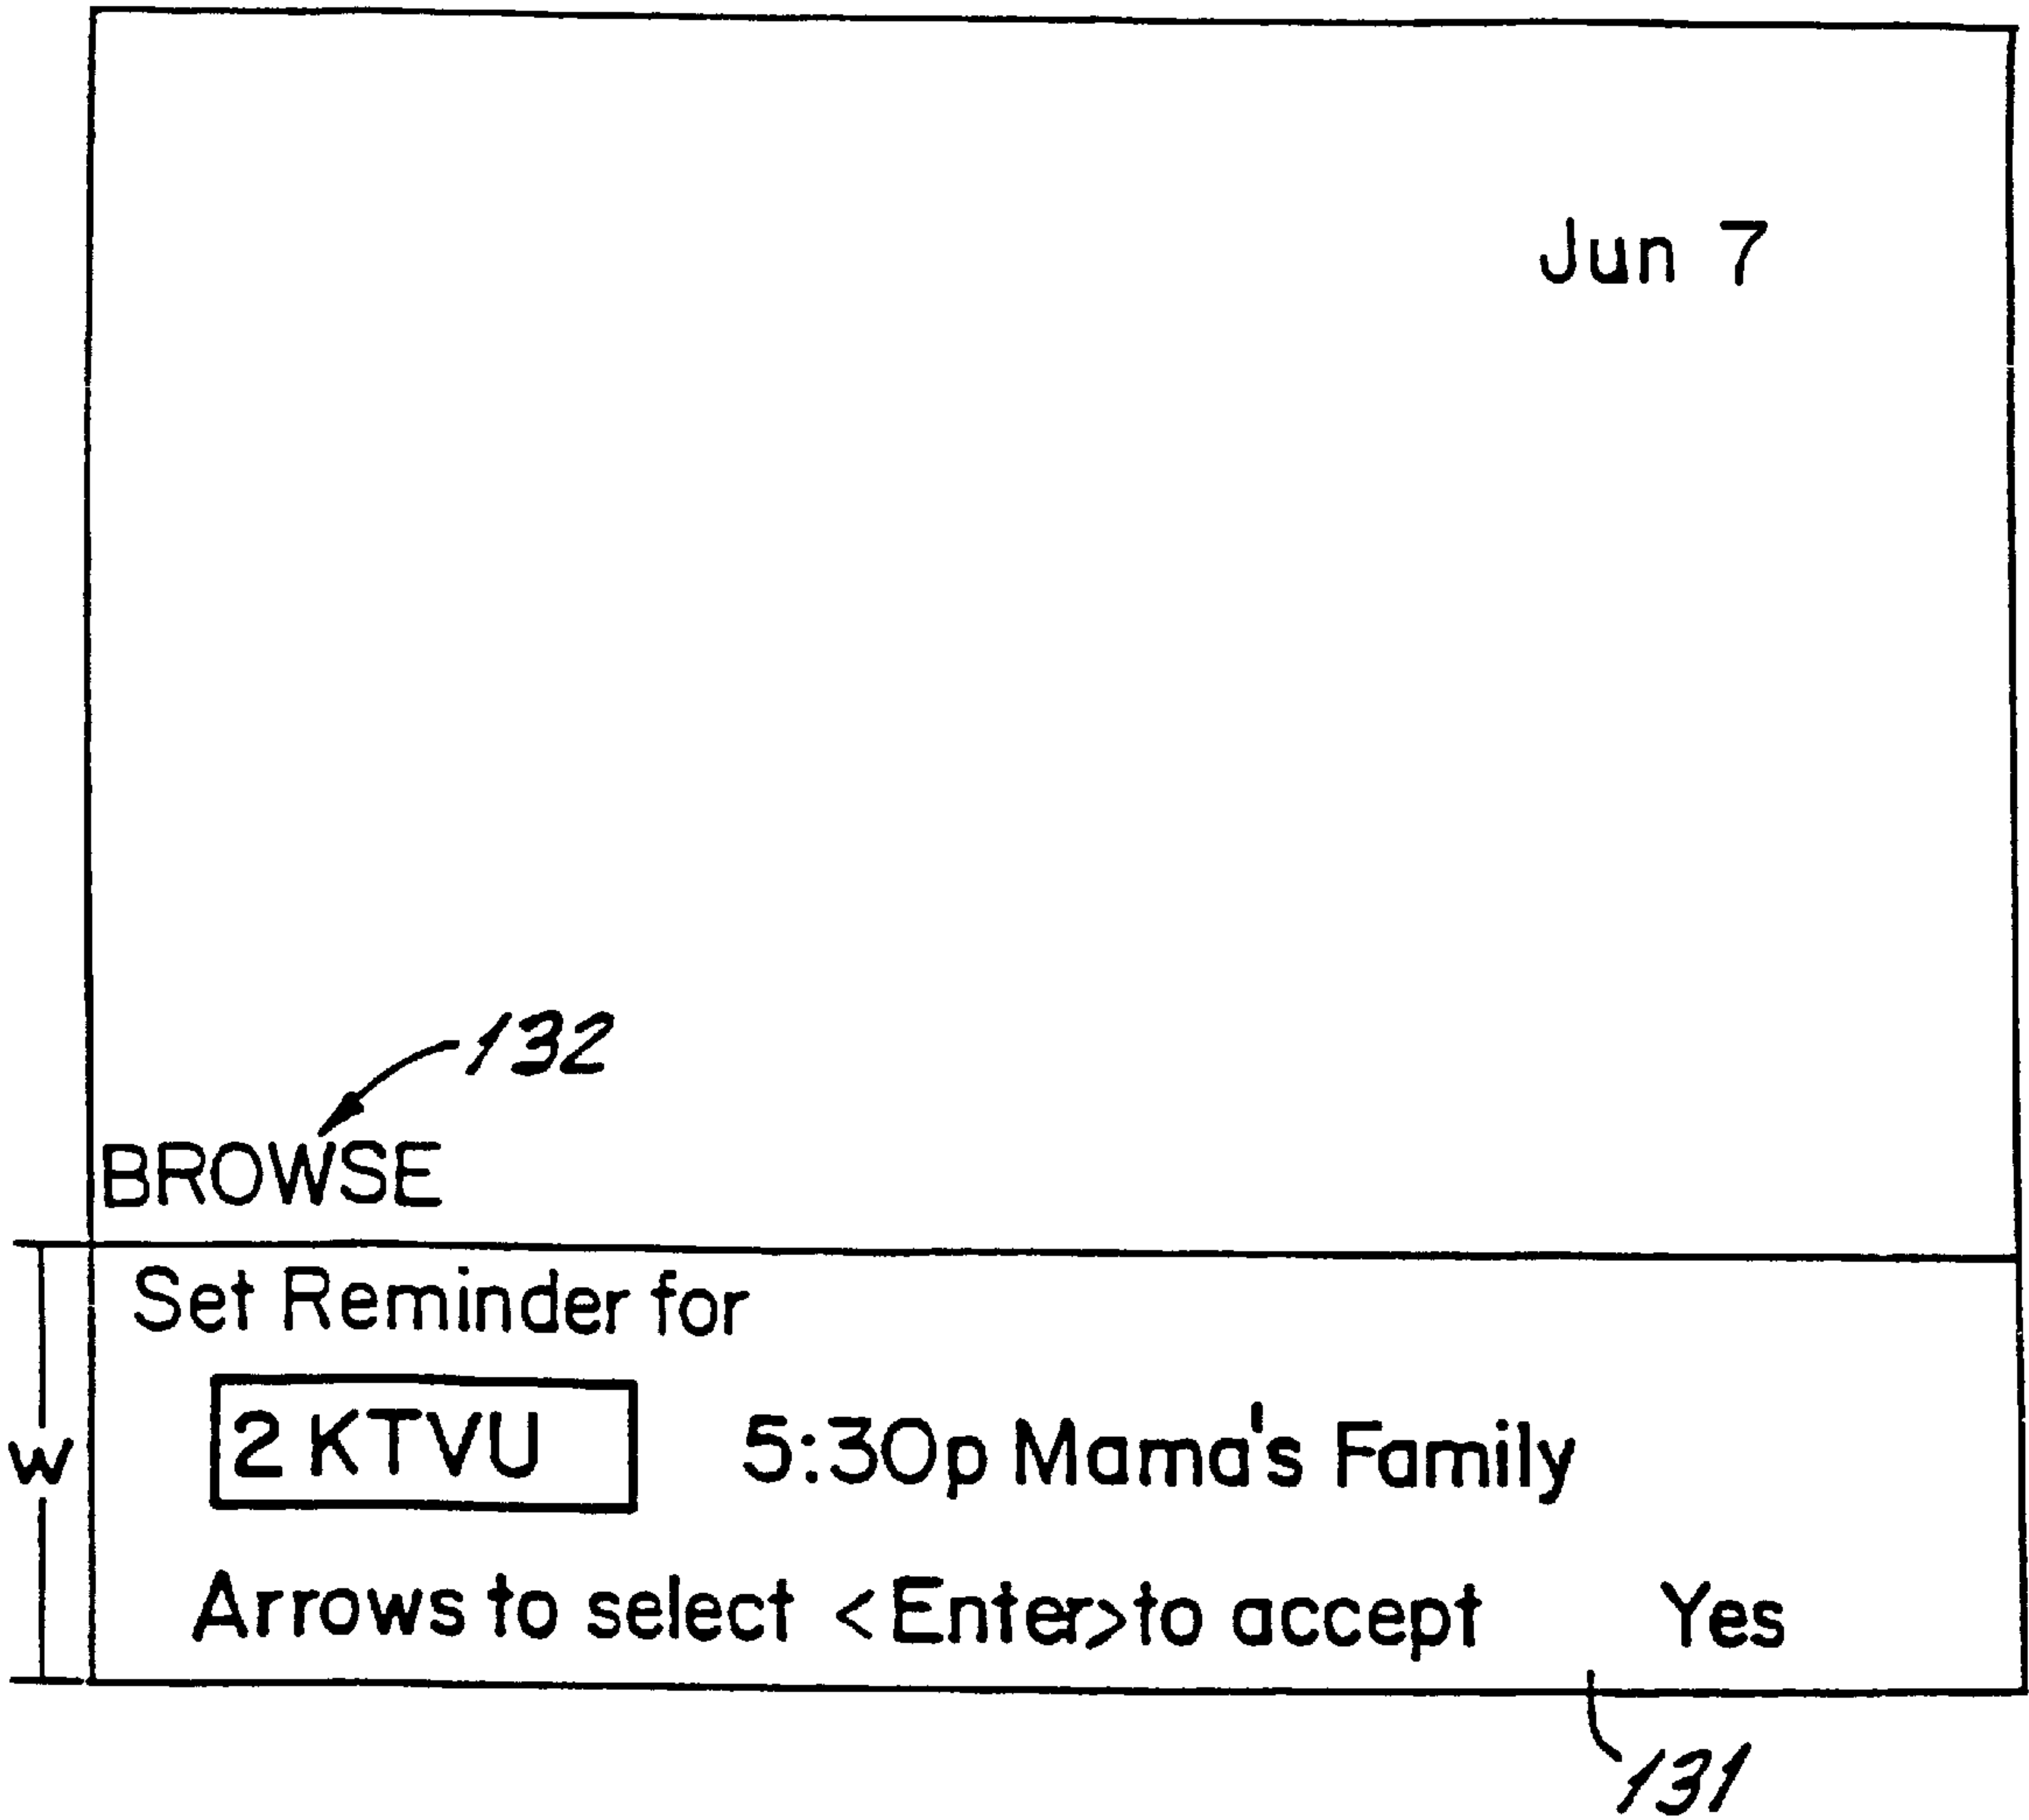 Jun 7
132
BROWSE
Set Reminder for
2 KTVU 5:30p Mama's Family
W
Arrows to select <Enter> to accept Yes
131